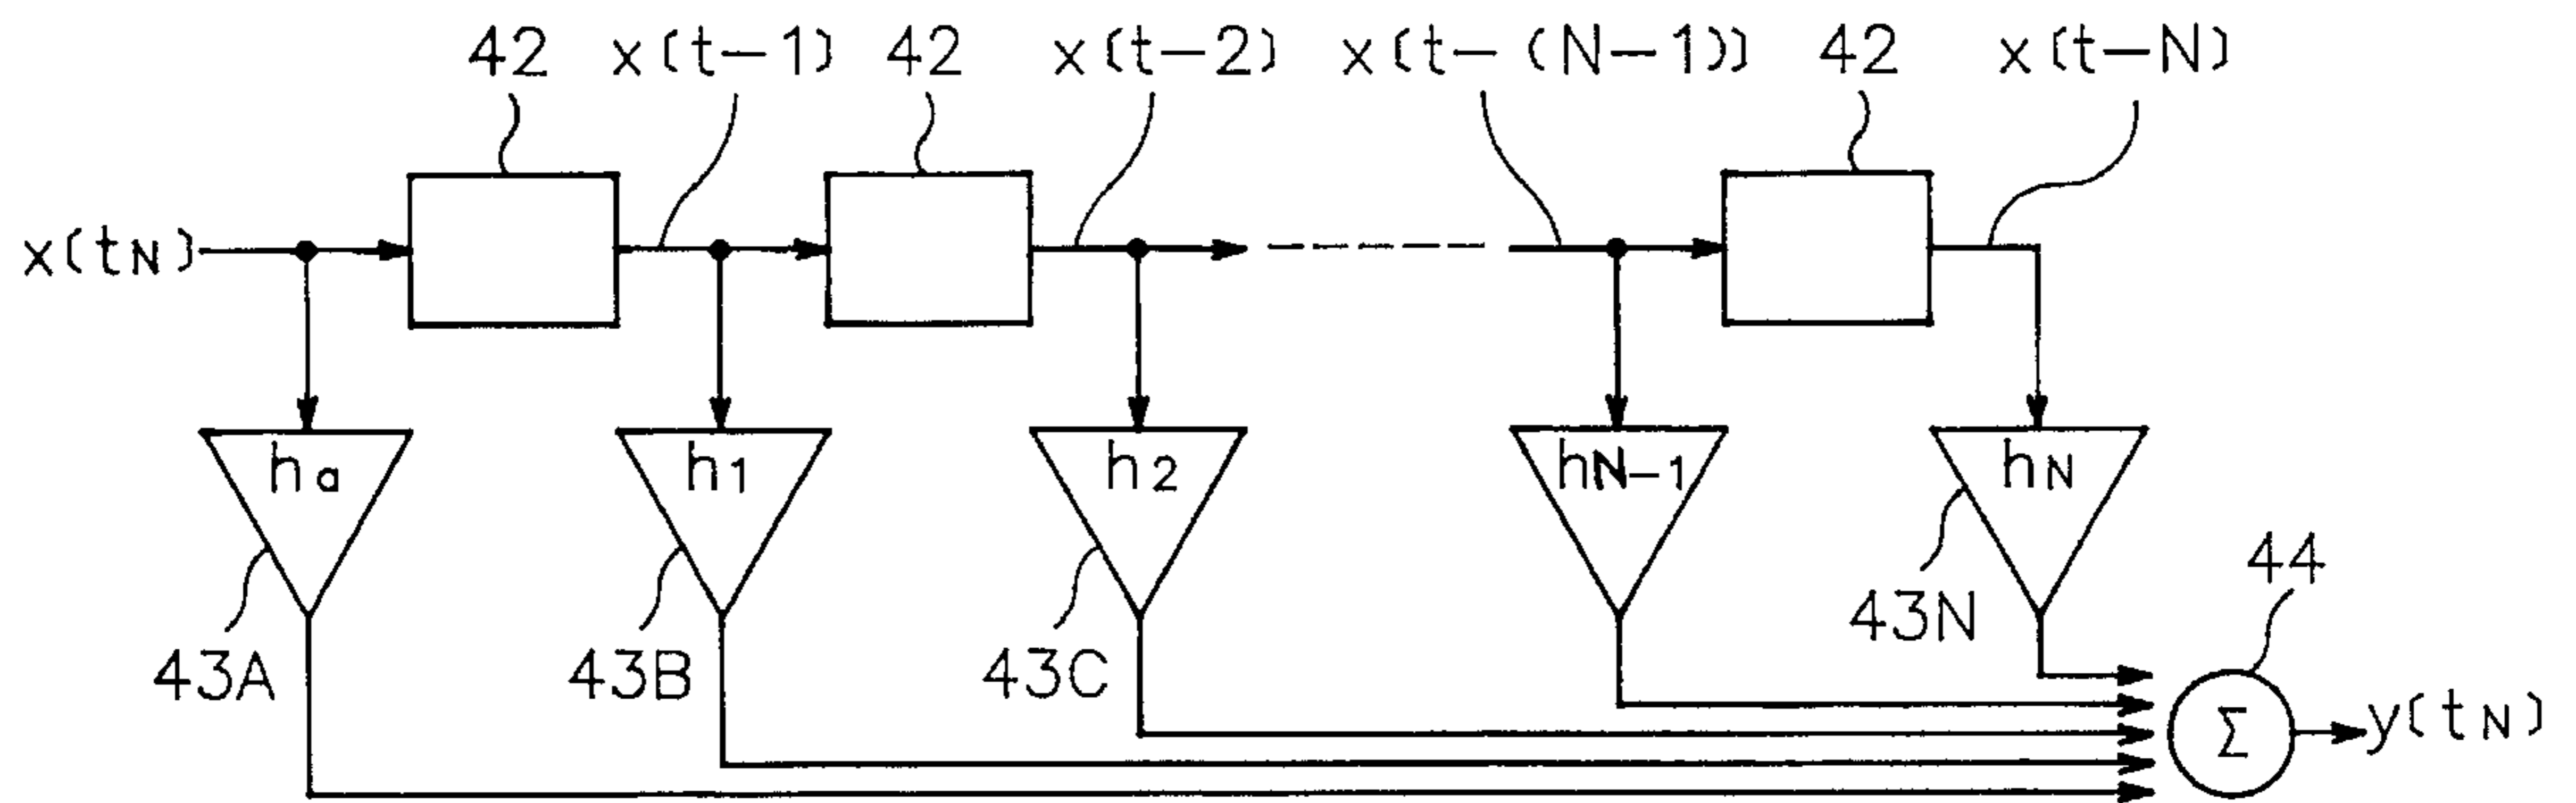 42
x(t-1)
42
x(t-2)
x(t-(N-1))
42
x(t-N)
x(tN)
ha
h1
h2
hN-1
hN
43A
43B
43C
43N
44
Σ
y(tN)